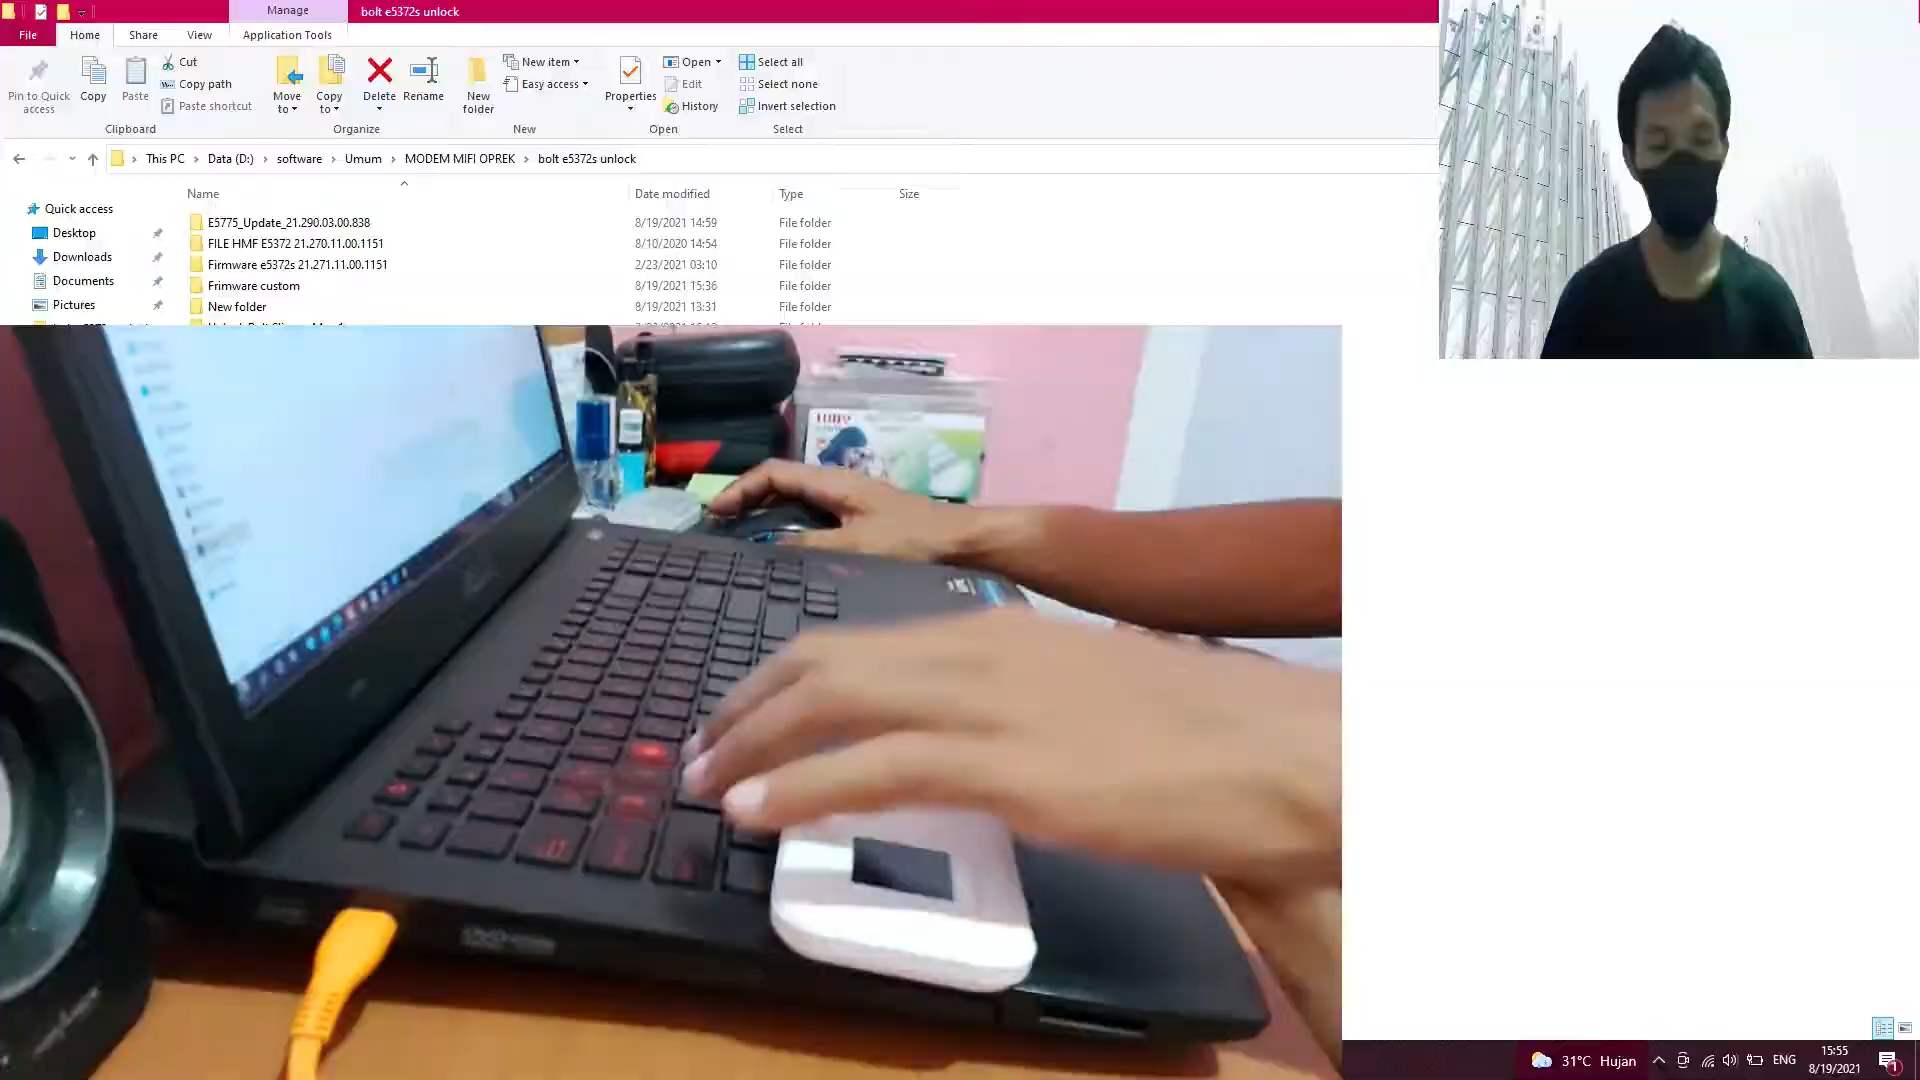 Manage
bolt e5372s unlock
File
Home
Share
View
Application Tools
Pin to Quick access
Copy
Paste
Cut
Copy path
Paste shortcut
Clipboard
Move to
Copy to
Delete
Rename
Organize
New folder
New item
Easy access
New
Properties
Open
Edit
History
Open
Select all
Select none
Invert selection
Select
This PC
Data (D:)
software
Umum
MODEM MIFI OPREK
bolt e5372s unlock
Name
Date modified
Type
Size
Quick access
Desktop
Downloads
Documents
Pictures
E5775_Update_21.290.03.00.838 8/19/2021 14:59 File folder
FILE HMF E5372 21.270.11.00.1151 8/10/2020 14:54 File folder
Firmware e5372s 21.271.11.00.1151 2/23/2021 03:10 File folder
Frimware custom 8/19/2021 15:36 File folder
New folder 8/19/2021 13:31 File folder
31°C Hujan
ENG
15:55
8/19/2021
1